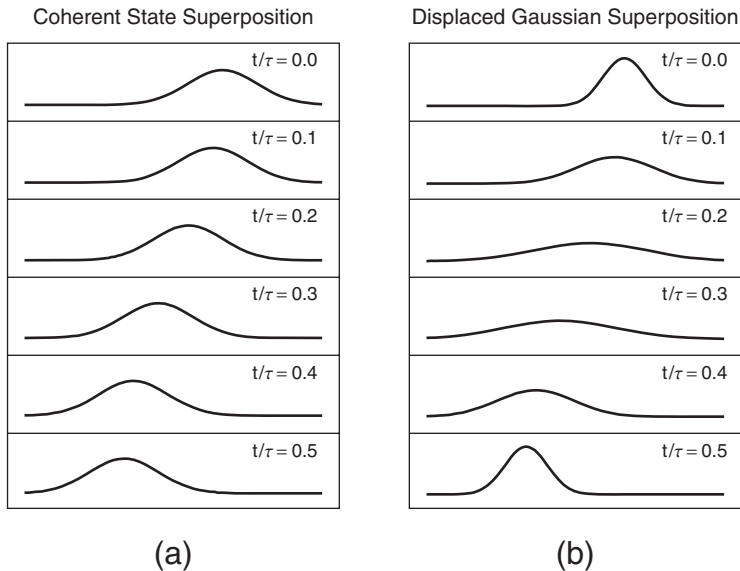 Coherent State Superposition
t/τ = 0.0
t/τ = 0.1
t/τ = 0.2
t/τ = 0.3
t/τ = 0.4
t/τ = 0.5
(a)
Displaced Gaussian Superposition
t/τ = 0.0
t/τ = 0.1
t/τ = 0.2
t/τ = 0.3
t/τ = 0.4
t/τ = 0.5
(b)